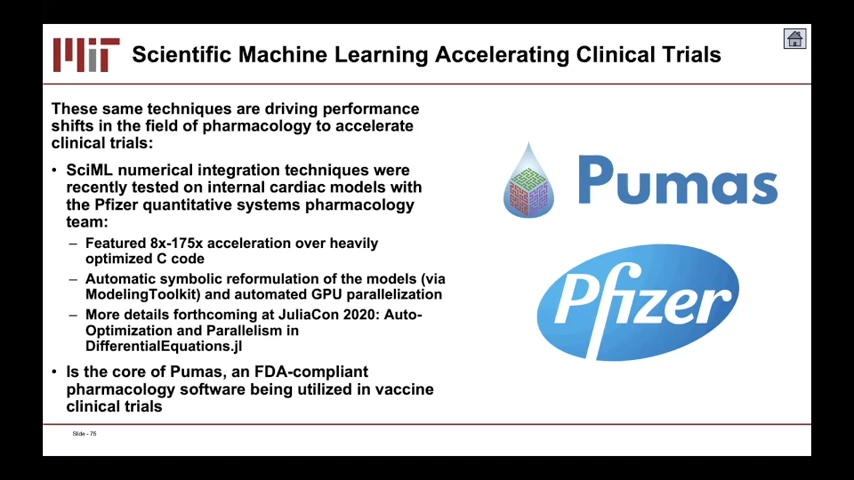 MIT
Scientific Machine Learning Accelerating Clinical Trials
These same techniques are driving performance
shifts in the field of pharmacology to accelerate
clinical trials:
• SciML numerical integration techniques were
recently tested on internal cardiac models with
the Pfizer quantitative systems pharmacology
team:
– Featured 8x-175x acceleration over heavily
optimized C code
– Automatic symbolic reformulation of the models (via
ModelingToolkit) and automated GPU parallelization
– More details forthcoming at JuliaCon 2020: Auto-
Optimization and Parallelism in
DifferentialEquations.jl
• Is the core of Pumas, an FDA-compliant
pharmacology software being utilized in vaccine
clinical trials
Pumas
Pfizer
Slide - 75